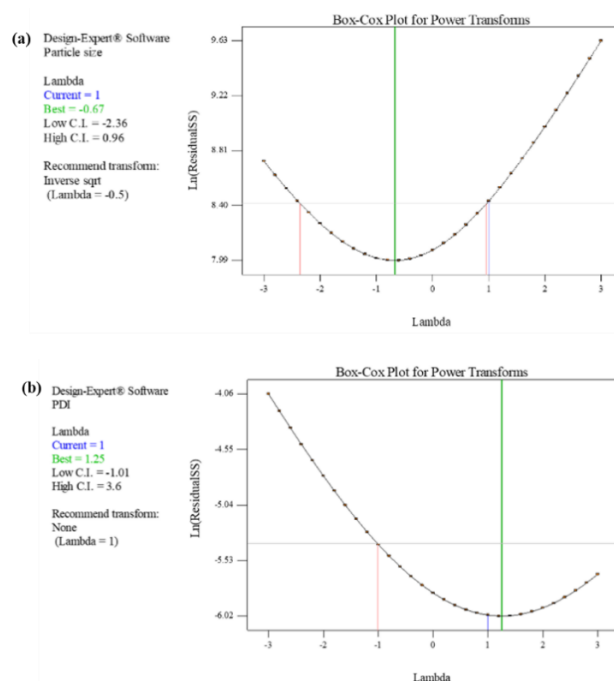 (a)
Design-Expert® Software
Particle size
Lambda
Current = 1
Best = -0.67
Low C.I. = -2.36
High C.I. = 0.96
Recommend transform:
Inverse sqrt
(Lambda = -0.5)
Box-Cox Plot for Power Transforms
Ln(ResidualSS)
9.63
9.22
8.81
8.40
7.99
-3 -2 -1 0 1 2 3
Lambda
(b)
Design-Expert® Software
PDI
Lambda
Current = 1
Best = 1.25
Low C.I. = -1.01
High C.I. = 3.6
Recommend transform:
None
(Lambda = 1)
Box-Cox Plot for Power Transforms
Ln(ResidualSS)
-4.06
-4.55
-5.04
-5.53
-6.02
-3 -2 -1 0 1 2 3
Lambda